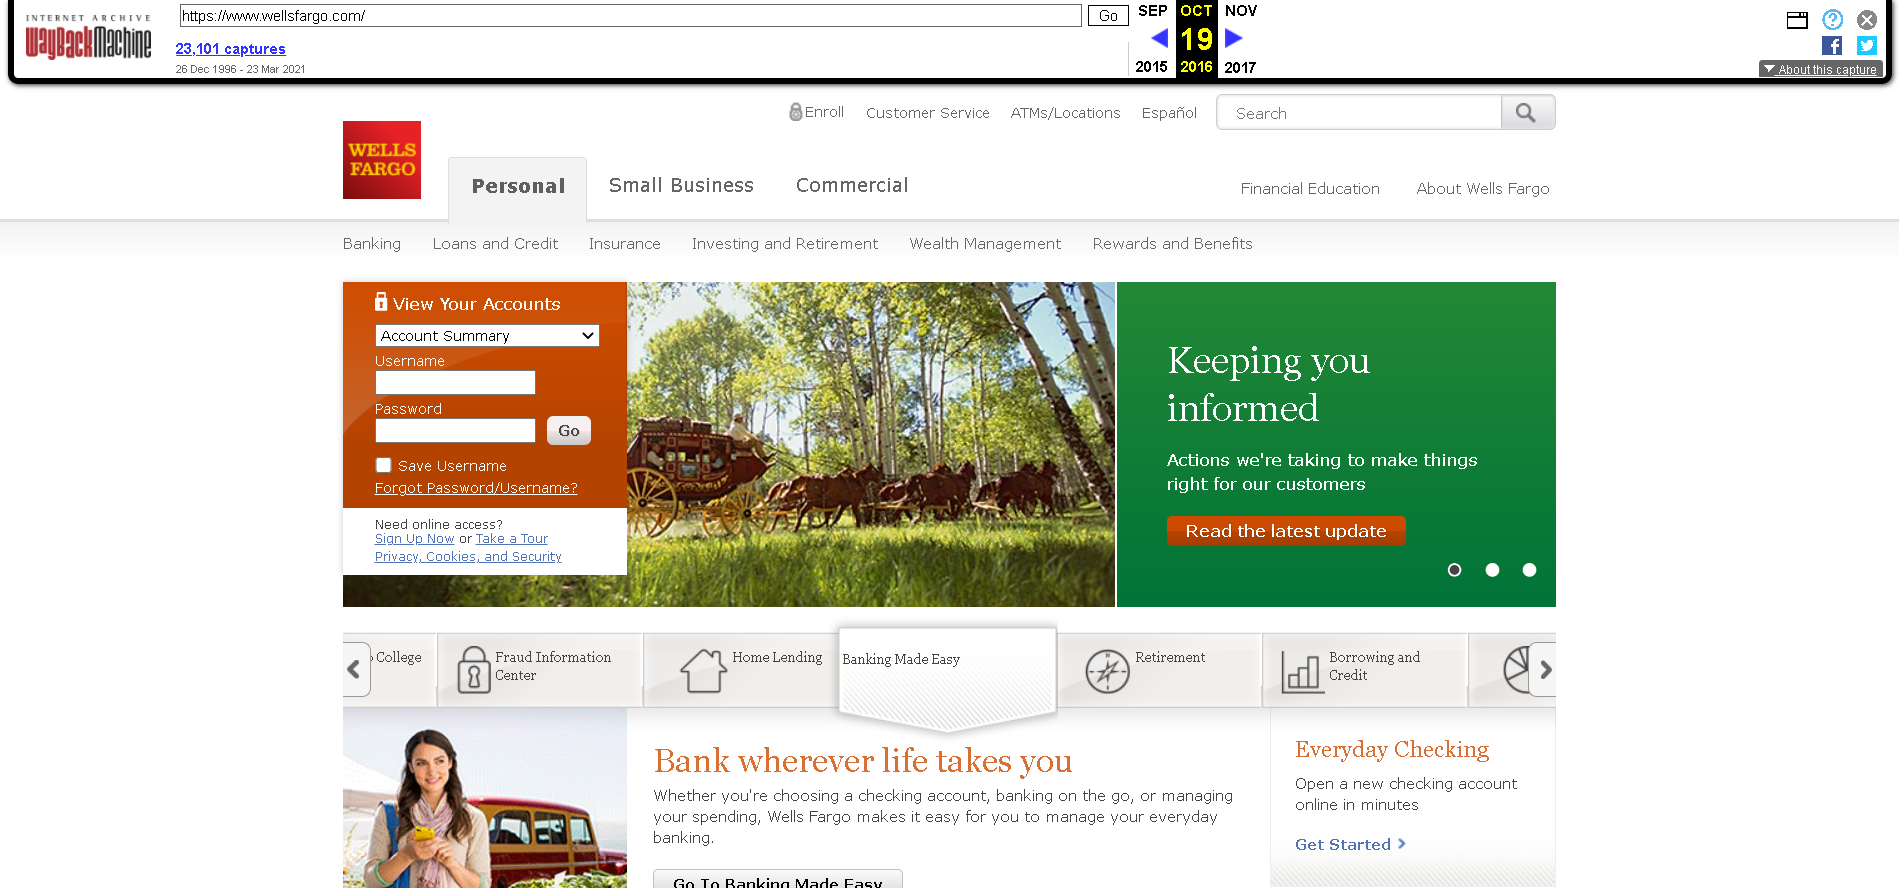 INTERNET ARCHIVE
WayBackMachine
https://www.wellsfargo.com/
Go
SEP OCT NOV
19
2015 2016 2017
23,101 captures
26 Dec 1996 - 23 Mar 2021
About this capture
Enroll
Customer Service
ATMs/Locations
Español
Search
WELLS
FARGO
Personal
Small Business
Commercial
Financial Education
About Wells Fargo
Banking
Loans and Credit
Insurance
Investing and Retirement
Wealth Management
Rewards and Benefits
View Your Accounts
Account Summary
Username
Password
Go
Save Username
Forgot Password/Username?
Need online access?
Sign Up Now or Take a Tour
Privacy, Cookies, and Security
Keeping you
informed
Actions we're taking to make things
right for our customers
Read the latest update
College
Fraud Information
Center
Home Lending
Banking Made Easy
Retirement
Borrowing and
Credit
Bank wherever life takes you
Whether you're choosing a checking account, banking on the go, or managing
your spending, Wells Fargo makes it easy for you to manage your everyday
banking.
Go To Banking Made Easy
Everyday Checking
Open a new checking account
online in minutes
Get Started